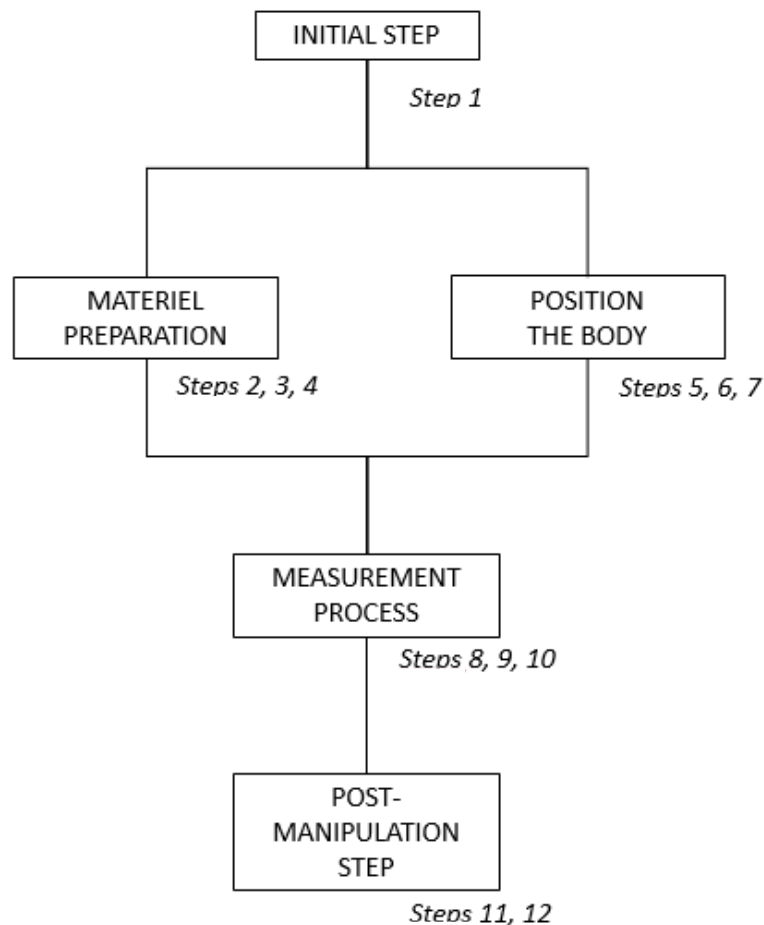 INITIAL STEP
Step 1
MATERIEL
PREPARATION
Steps 2, 3, 4
POSITION
THE BODY
Steps 5, 6, 7
MEASUREMENT
PROCESS
Steps 8, 9, 10
POST-
MANIPULATION
STEP
Steps 11, 12